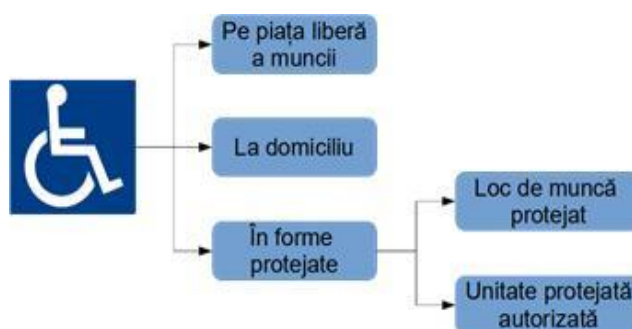 Pe piața liberă
a muncii
La domiciliu
În forme
protejate
Loc de muncă
protejat
Unitate protejată
autorizată